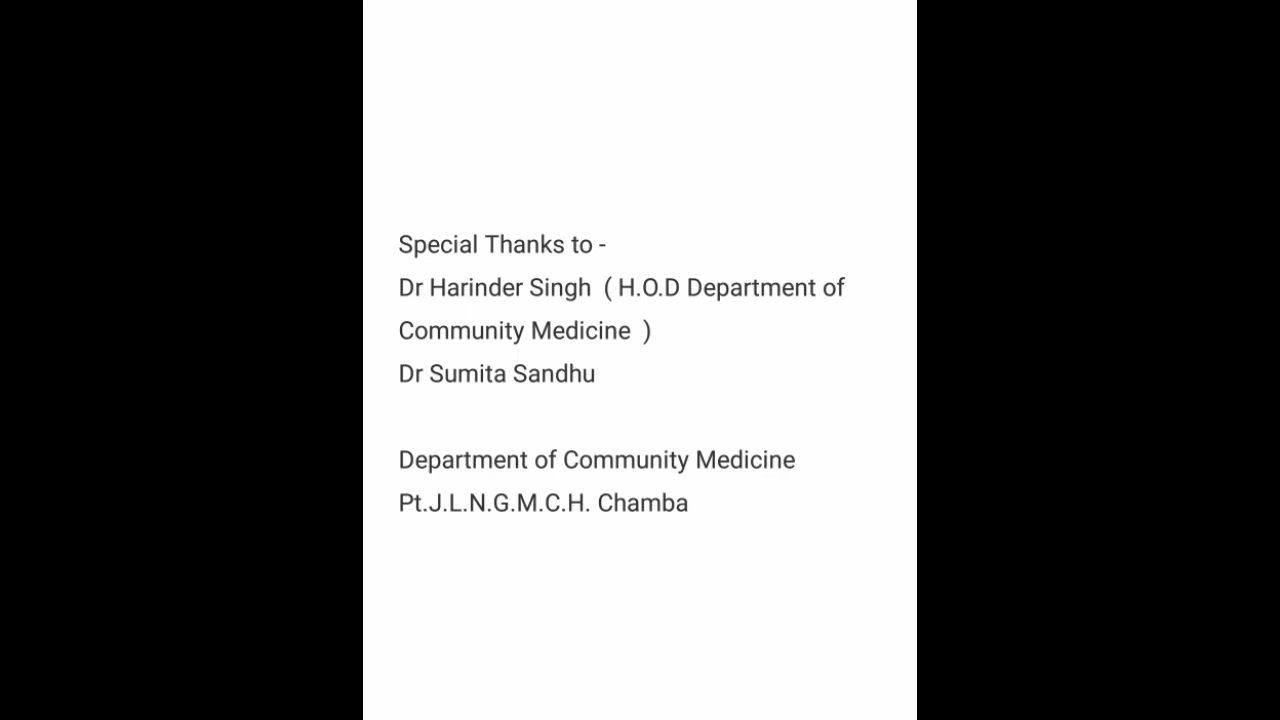 Special Thanks to -
Dr Harinder Singh  ( H.O.D Department of
Community Medicine  )
Dr Sumita Sandhu
Department of Community Medicine
Pt.J.L.N.G.M.C.H. Chamba